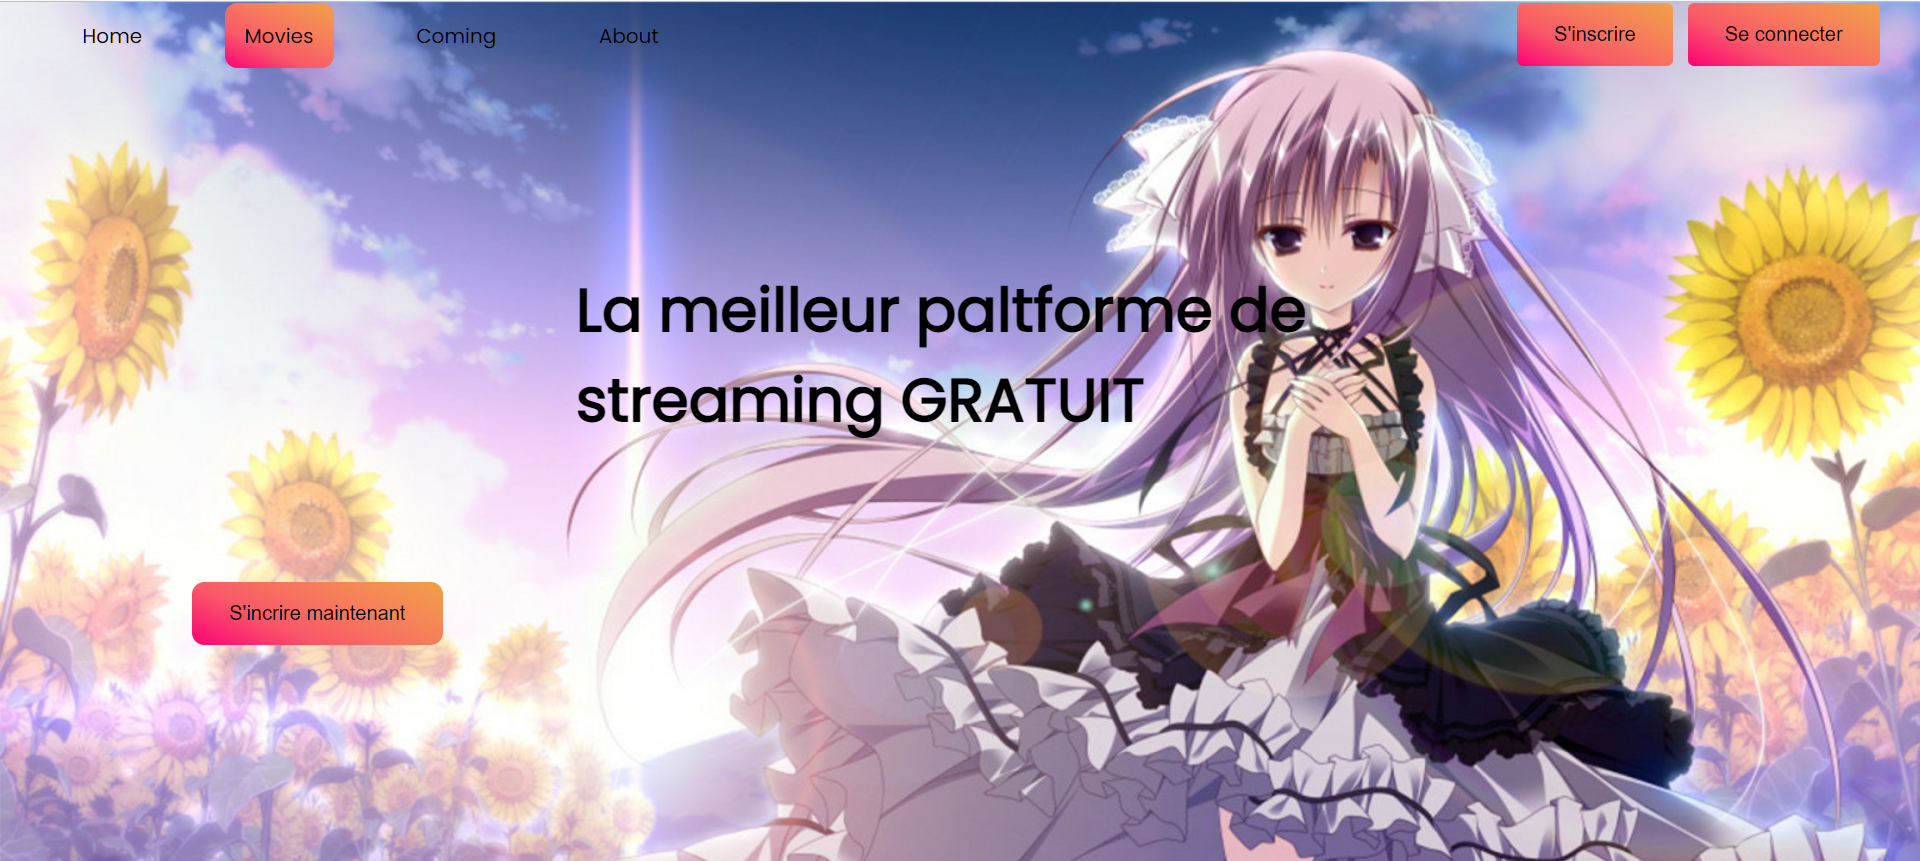 Home Movies Coming About S'inscrire Se connecter
La meilleur paltforme de
streaming GRATUIT
S'incrire maintenant